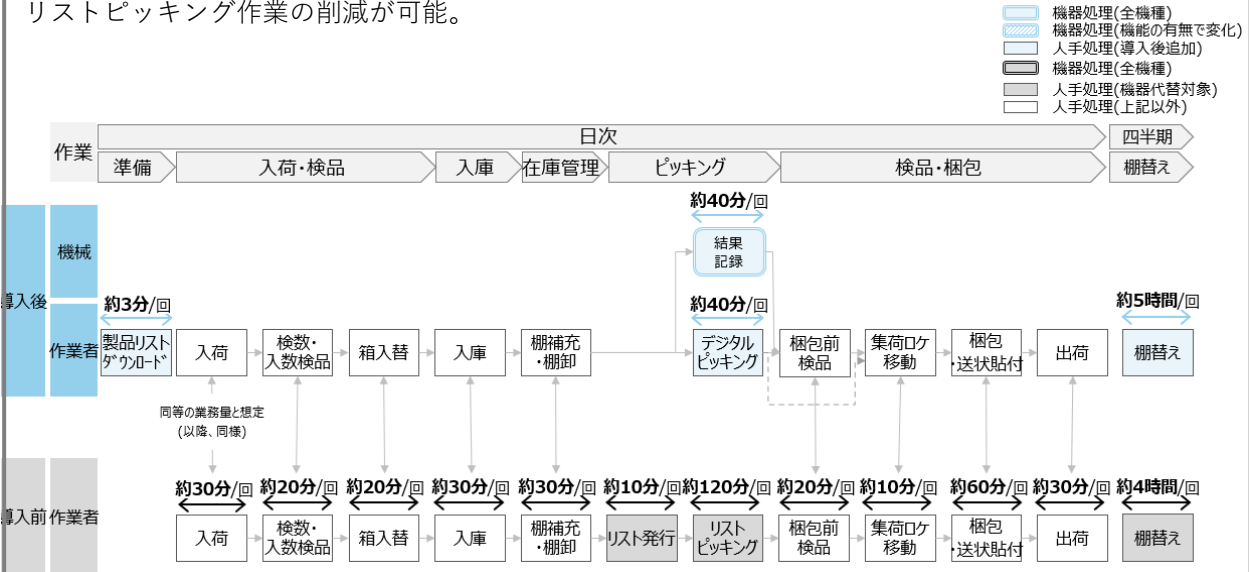 リストピッキング作業の削減が可能。
機器処理(全機種)
機器処理(機能の有無で変化)
人手処理(導入後追加)
機器処理(全機種)
人手処理(機器代替対象)
人手処理(上記以外)
作業
日次
四半期
準備
入荷・検品
入庫
在庫管理
ピッキング
検品・梱包
棚替え
導入後
機械
約40分/回
結果
記録
作業者
約3分/回
製品リスト
ダウンロード
入荷
検数・
入数検品
箱入替
入庫
棚補充
・棚卸
約40分/回
デジタル
ピッキング
梱包前
検品
集荷ロケ
移動
梱包
・送状貼付
出荷
約5時間/回
棚替え
同等の業務量と想定
(以降、同様)
導入前
作業者
約30分/回
約20分/回
約20分/回
約30分/回
約30分/回
約10分/回
約120分/回
約20分/回
約10分/回
約60分/回
約30分/回
約4時間/回
入荷
検数・
入数検品
箱入替
入庫
棚補充
・棚卸
リスト発行
リスト
ピッキング
梱包前
検品
集荷ロケ
移動
梱包
・送状貼付
出荷
棚替え